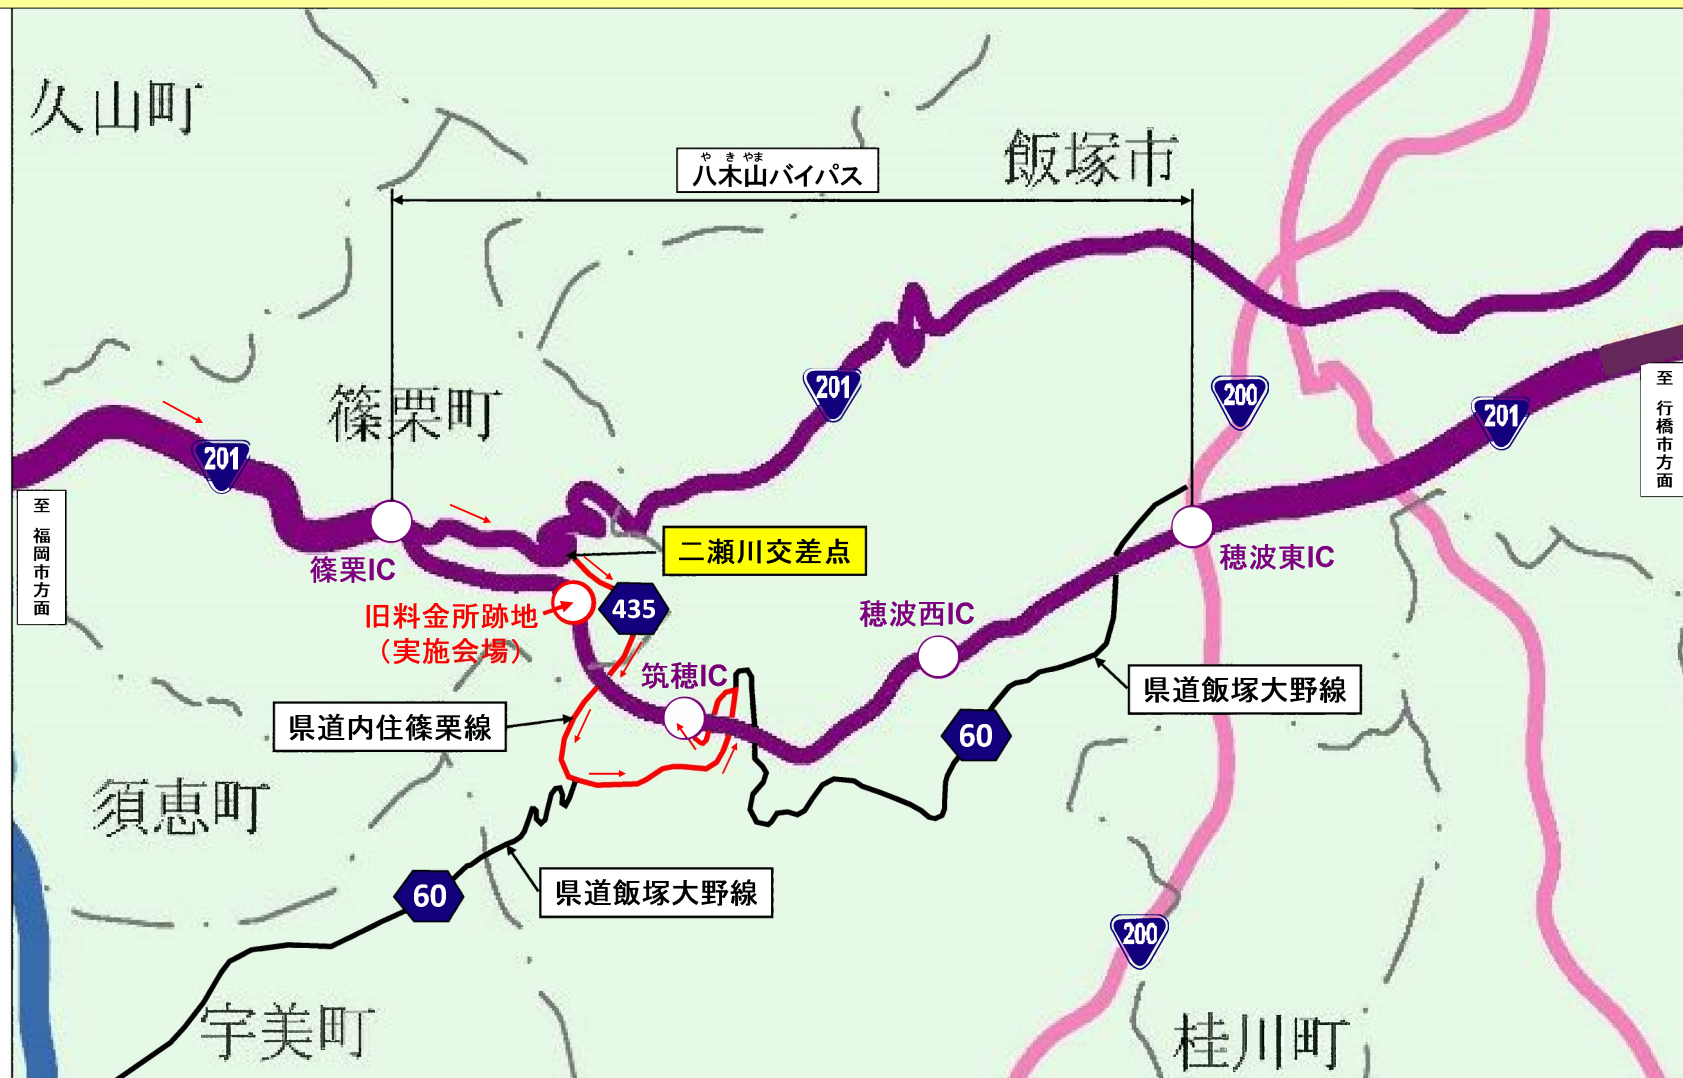 久山町
や き やま
八木山バイパス
飯塚市
篠栗町
201
200
201
至 行橋市方面
201
至 福岡市方面
篠栗IC
二瀬川交差点
穂波東IC
旧料金所跡地
（実施会場）
435
穂波西IC
筑穂IC
県道飯塚大野線
県道内住篠栗線
60
須恵町
60
県道飯塚大野線
200
宇美町
桂川町